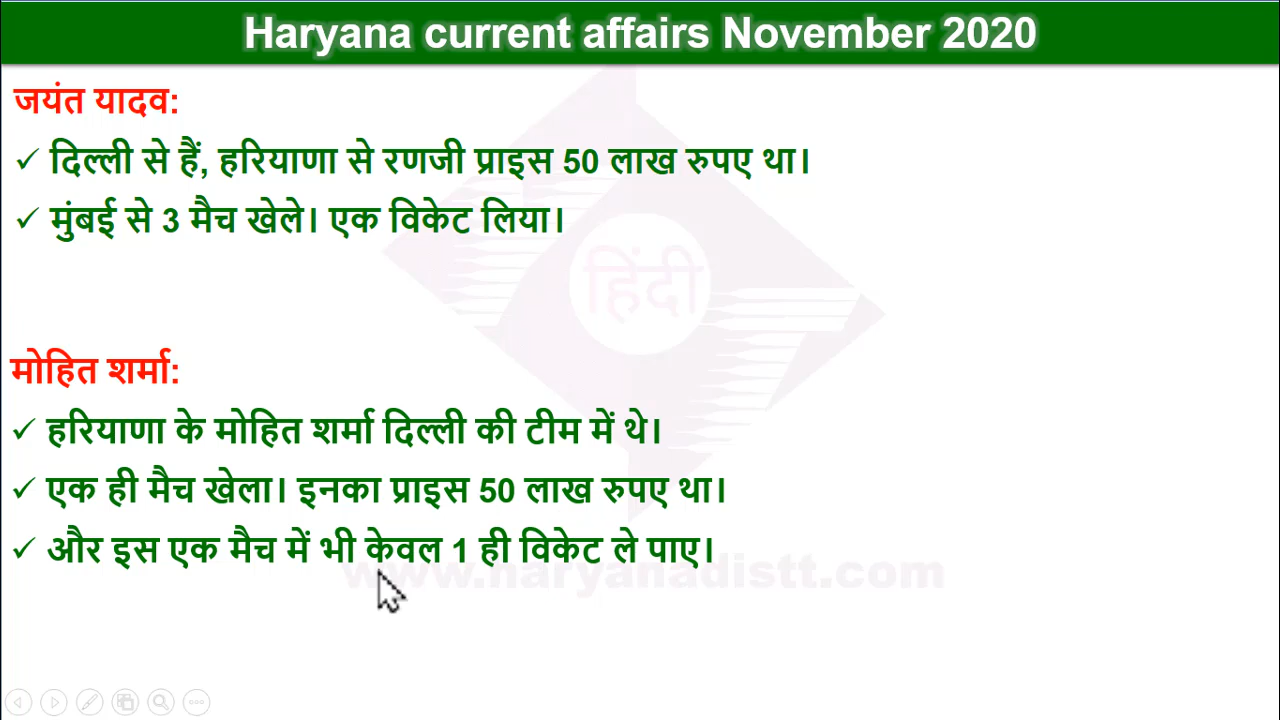 Haryana current affairs November 2020
जयंत यादव:
✓ दिल्ली से हैं, हरियाणा से रणजी प्राइस 50 लाख रुपए था।
✓ मुंबई से 3 मैच खेले। एक विकेट लिया।
हिंदी
मोहित शर्मा:
✓ हरियाणा के मोहित शर्मा दिल्ली की टीम में थे।
✓ एक ही मैच खेला। इनका प्राइस 50 लाख रुपए था।
✓ और इस एक मैच में भी केवल 1 ही विकेट ले पाए।
www.haryanadistt.com